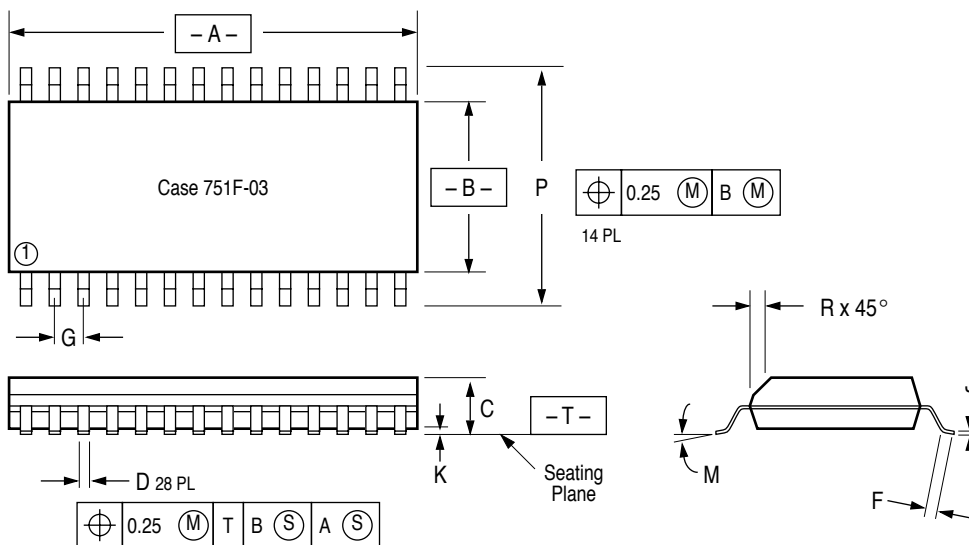 – A –
Case 751F-03
– B –
P
⌖ 0.25 Ⓜ B Ⓜ
14 PL
①
G
R x 45°
C
– T –
J
K
Seating
Plane
M
F
D 28 PL
⌖ 0.25 Ⓜ T B Ⓢ A Ⓢ